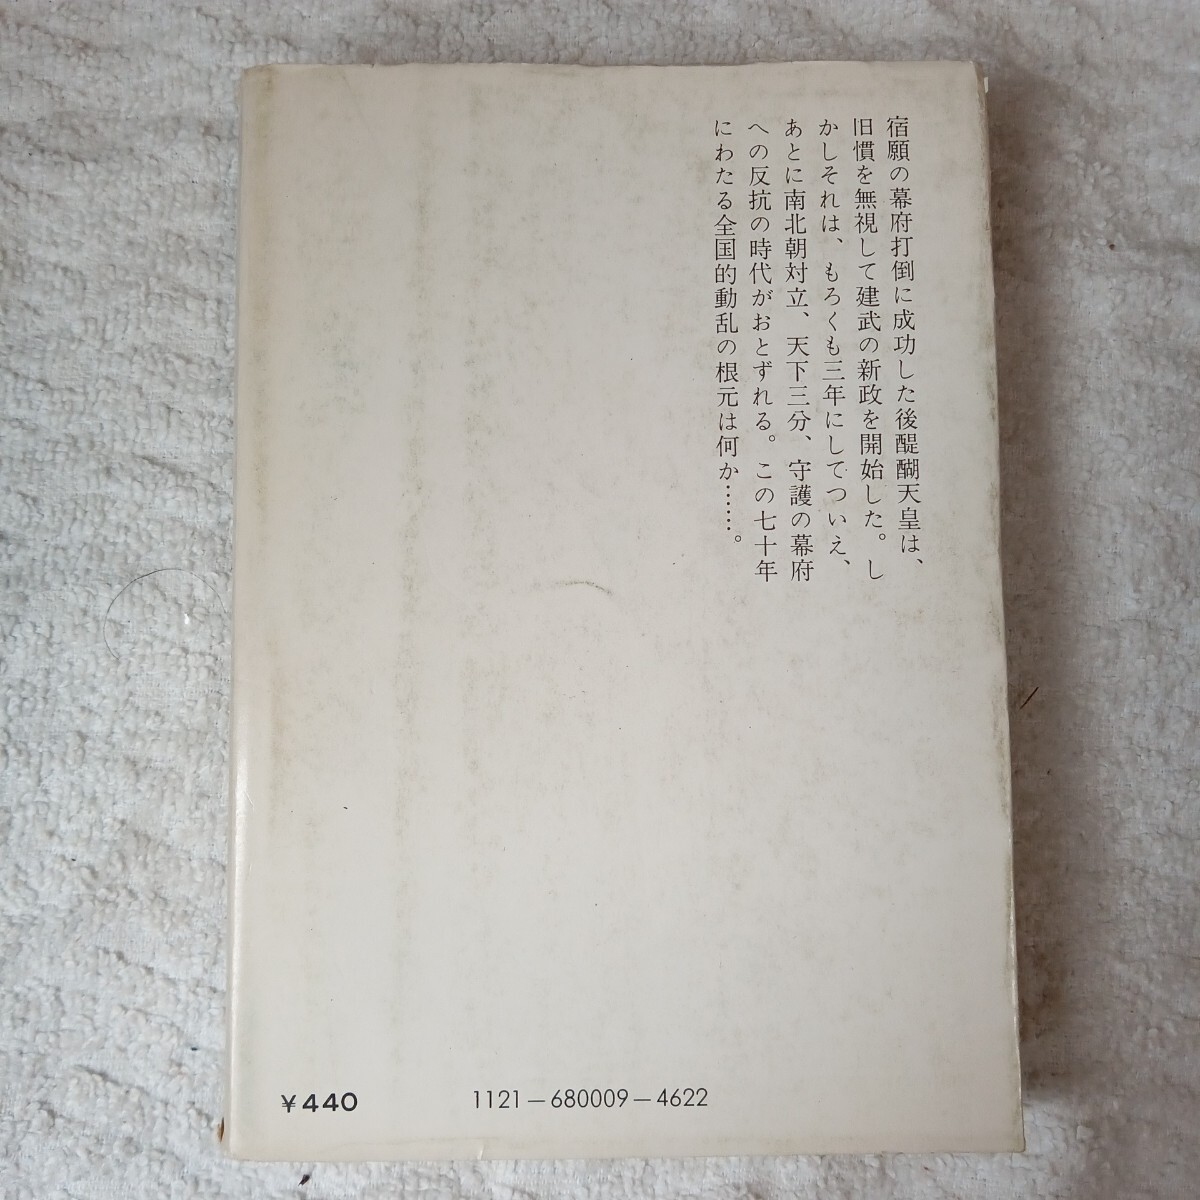 宿願の幕府打倒に成功した後醍醐天皇は、
旧慣を無視して建武の新政を開始した。し
かしそれは、もろくも三年にしてついえ、
あとに南北朝対立、天下三分、守護の幕府
への反抗の時代がおとずれる。この七十年
にわたる全国的動乱の根元は何か……。
¥440
1121－680009－4622